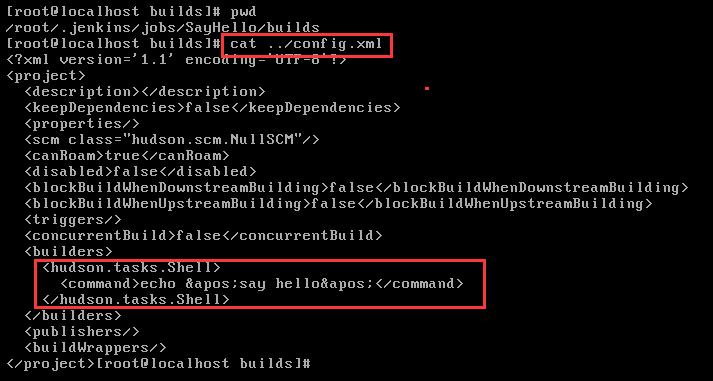 [root@localhost builds]# pwd
/root/.jenkins/jobs/SayHello/builds
[root@localhost builds]# cat ../config.xml
<?xml version='1.1' encoding='UTF-8'?>
<project>
  <description></description>
  <keepDependencies>false</keepDependencies>
  <properties/>
  <scm class="hudson.scm.NullSCM"/>
  <canRoam>true</canRoam>
  <disabled>false</disabled>
  <blockBuildWhenDownstreamBuilding>false</blockBuildWhenDownstreamBuilding>
  <blockBuildWhenUpstreamBuilding>false</blockBuildWhenUpstreamBuilding>
  <triggers/>
  <concurrentBuild>false</concurrentBuild>
  <builders>
    <hudson.tasks.Shell>
      <command>echo &apos;say hello&apos;</command>
    </hudson.tasks.Shell>
  </builders>
  <publishers/>
  <buildWrappers/>
</project>[root@localhost builds]#